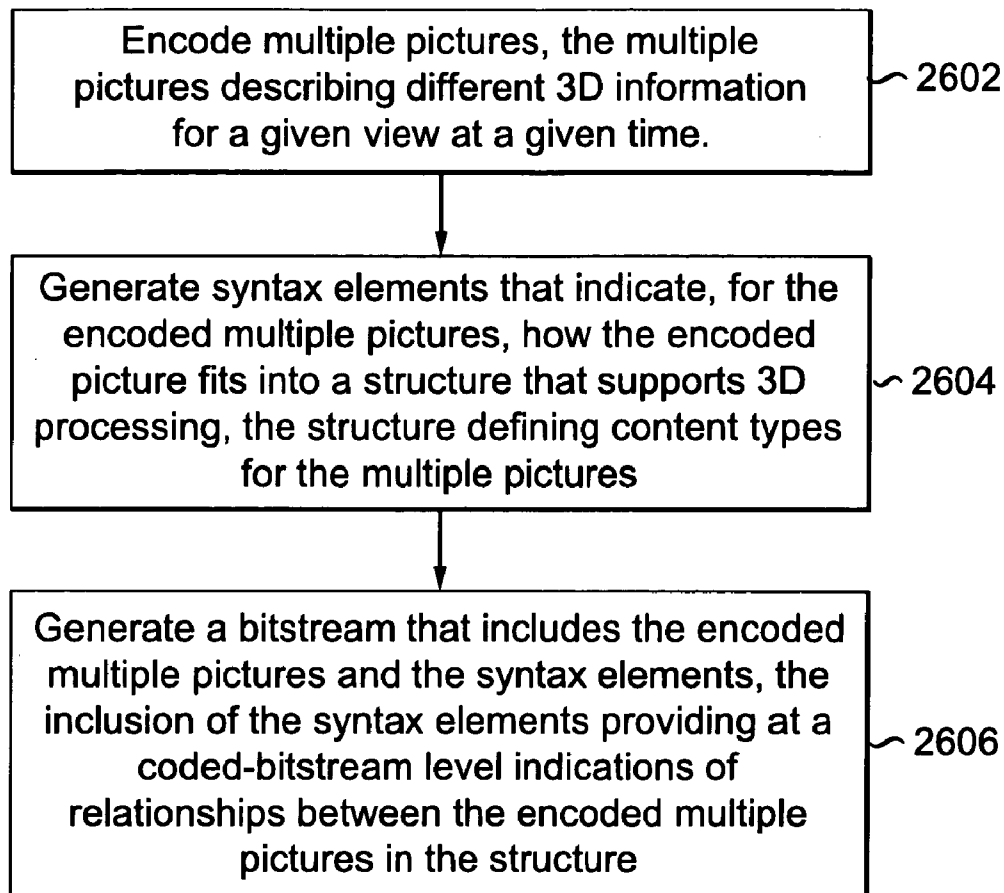 Encode multiple pictures, the multiple
pictures describing different 3D information
for a given view at a given time.
2602
Generate syntax elements that indicate, for the
encoded multiple pictures, how the encoded
picture fits into a structure that supports 3D
processing, the structure defining content types
for the multiple pictures
2604
Generate a bitstream that includes the encoded
multiple pictures and the syntax elements, the
inclusion of the syntax elements providing at a
coded-bitstream level indications of
relationships between the encoded multiple
pictures in the structure
2606